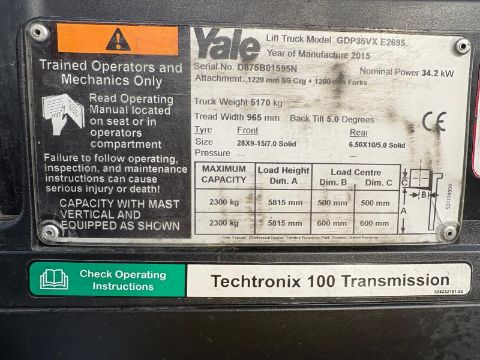 Trained Operators and
Mechanics Only
Read Operating
Manual located
on seat or in
operators
compartment
Failure to follow operating,
inspection, and maintenance
instructions can cause
serious injury or death!
CAPACITY WITH MAST
VERTICAL AND
EQUIPPED AS SHOWN
Yale
Lift Truck Model GDP35VX E2695
Year of Manufacture 2015
Serial No. D875B01595N
Nominal Power 34.2 kW
Attachment: 1220 mm SS Crg + 1200 mm Forks
Truck Weight 5170 kg
Tread Width 965 mm Back Tilt 5.0 Degrees
Tyre Front Rear
Size 28X9-15/7.0 Solid 6.50X10/5.0 Solid
Pressure — —
CE
MAXIMUM CAPACITY Load Height Dim. A Load Centre Dim. B Dim. C
2300 kg 5815 mm 500 mm 500 mm
2300 kg 5815 mm 600 mm 600 mm
C
B
A
Check Operating
Instructions
Techtronix 100 Transmission